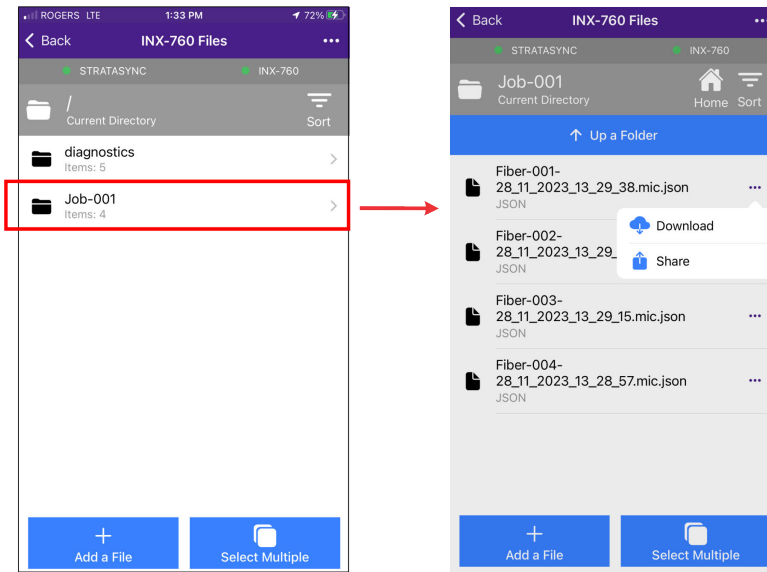 ROGERS LTE 1:33 PM 72%
Back INX-760 Files
STRATASYNC INX-760
/
Current Directory Sort
diagnostics
Items: 5
Job-001
Items: 4
Add a File Select Multiple
Back INX-760 Files
STRATASYNC INX-760
Job-001
Current Directory Home Sort
Up a Folder
Fiber-001-
28_11_2023_13_29_38.mic.json
JSON
Download
Share
Fiber-002-
28_11_2023_13_29_
JSON
Fiber-003-
28_11_2023_13_29_15.mic.json
JSON
Fiber-004-
28_11_2023_13_28_57.mic.json
JSON
Add a File Select Multiple